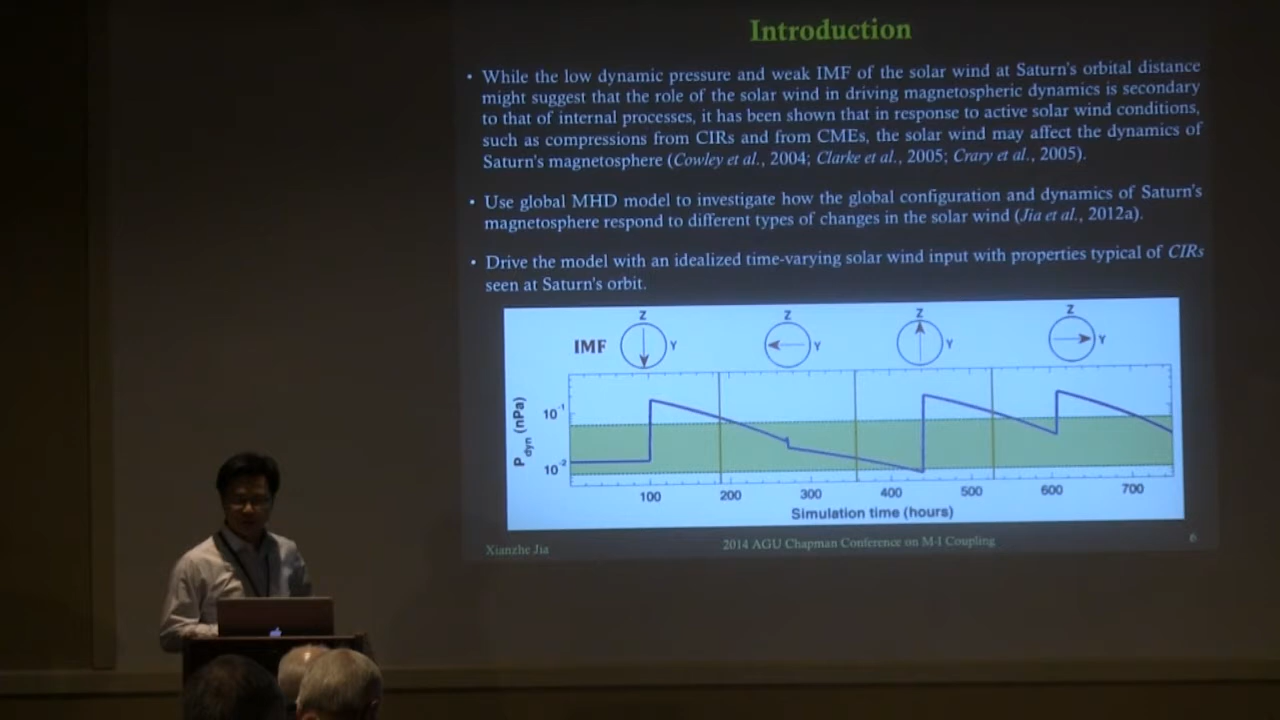 Introduction
• While the low dynamic pressure and weak IMF of the solar wind at Saturn's orbital distance
might suggest that the role of the solar wind in driving magnetospheric dynamics is secondary
to that of internal processes, it has been shown that in response to active solar wind conditions,
such as compressions from CIRs and from CMEs, the solar wind may affect the dynamics of
Saturn's magnetosphere (Cowley et al., 2004; Clarke et al., 2005; Crary et al., 2005).
• Use global MHD model to investigate how the global configuration and dynamics of Saturn's
magnetosphere respond to different types of changes in the solar wind (Jia et al., 2012a).
• Drive the model with an idealized time-varying solar wind input with properties typical of CIRs
seen at Saturn's orbit.
Z Z Z Z
IMF Y Y Y Y
P dyn (nPa)
10-1
10-2
100 200 300 400 500 600 700
Simulation time (hours)
Xianzhe Jia 2014 AGU Chapman Conference on M-I Coupling 6